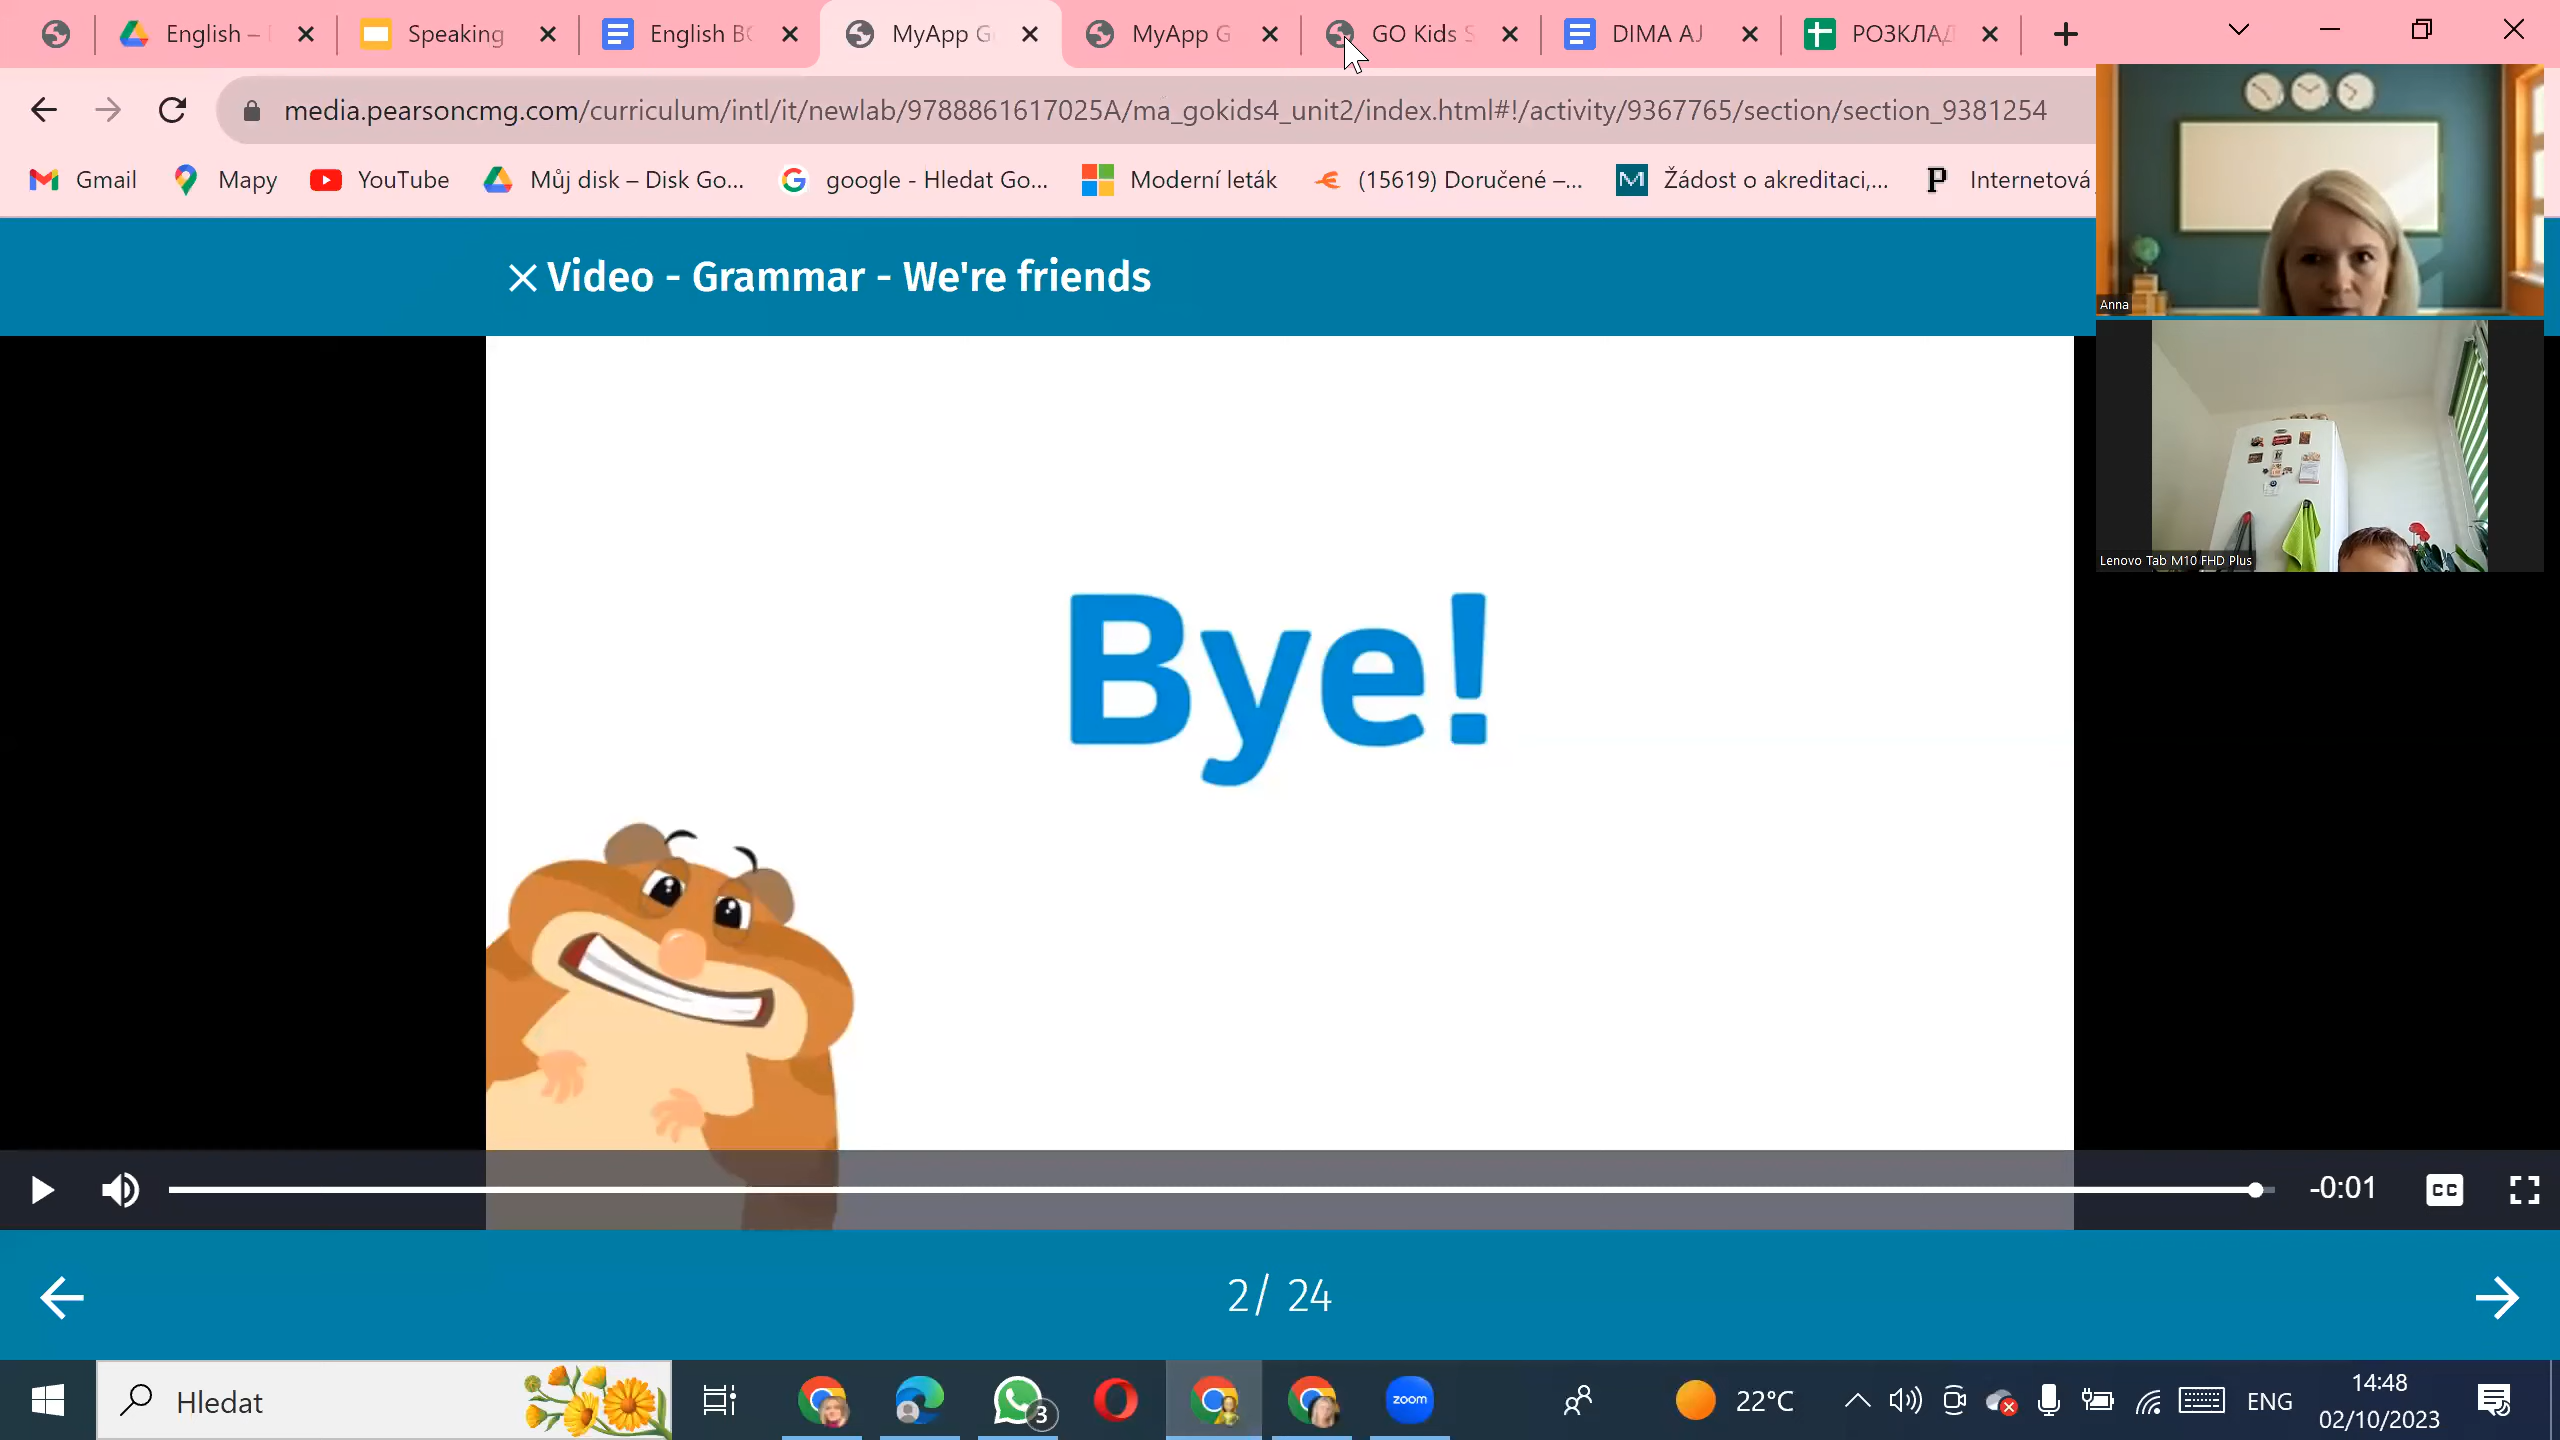 English –
Speaking
English BO
MyApp G
MyApp G
GO Kids S
DIMA AJ
РОЗКЛАД
media.pearsoncmg.com/curriculum/intl/it/newlab/9788861617025A/ma_gokids4_unit2/index.html#!/activity/9367765/section/section_9381254
Gmail
Mapy
YouTube
Můj disk – Disk Go...
google - Hledat Go...
Moderní leták
(15619) Doručené –...
Žádost o akreditaci,...
Internetová
Video - Grammar - We're friends
Anna
Lenovo Tab M10 FHD Plus
Bye!
-0:01
CC
2/ 24
Hledat
3
zoom
22°C
ENG
14:48
02/10/2023